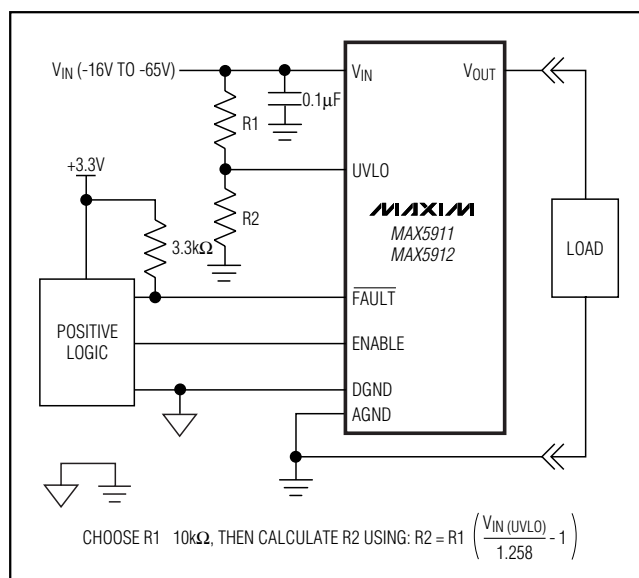 V_IN (-16V TO -65V)
V_IN
V_OUT
0.1µF
R1
+3.3V
UVLO
R2
MAXIM
MAX5911
MAX5912
LOAD
3.3kΩ
FAULT
POSITIVE
LOGIC
ENABLE
DGND
AGND
CHOOSE R1 10kΩ, THEN CALCULATE R2 USING: R2 = R1 (V_IN (UVLO) / 1.258 - 1)